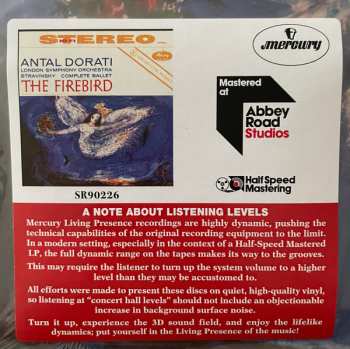 STEREO
mercury
ANTAL DORATI
LONDON SYMPHONY ORCHESTRA
STRAVINSKY COMPLETE BALLET
THE FIREBIRD
Mastered
at
Abbey
Road
Studios
Half Speed
Mastering
SR90226
A NOTE ABOUT LISTENING LEVELS
Mercury Living Presence recordings are highly dynamic, pushing the
technical capabilities of the original recording equipment to the limit.
In a modern setting, especially in the context of a Half-Speed Mastered
LP, the full dynamic range on the tapes makes its way to the grooves.
This may require the listener to turn up the system volume to a higher
level than they may be accustomed to.
All efforts were made to present these discs on quiet, high-quality vinyl,
so listening at "concert hall levels" should not include an objectionable
increase in background surface noise.
Turn it up, experience the 3D sound field, and enjoy the lifelike
dynamics; put yourself in the Living Presence of the music!